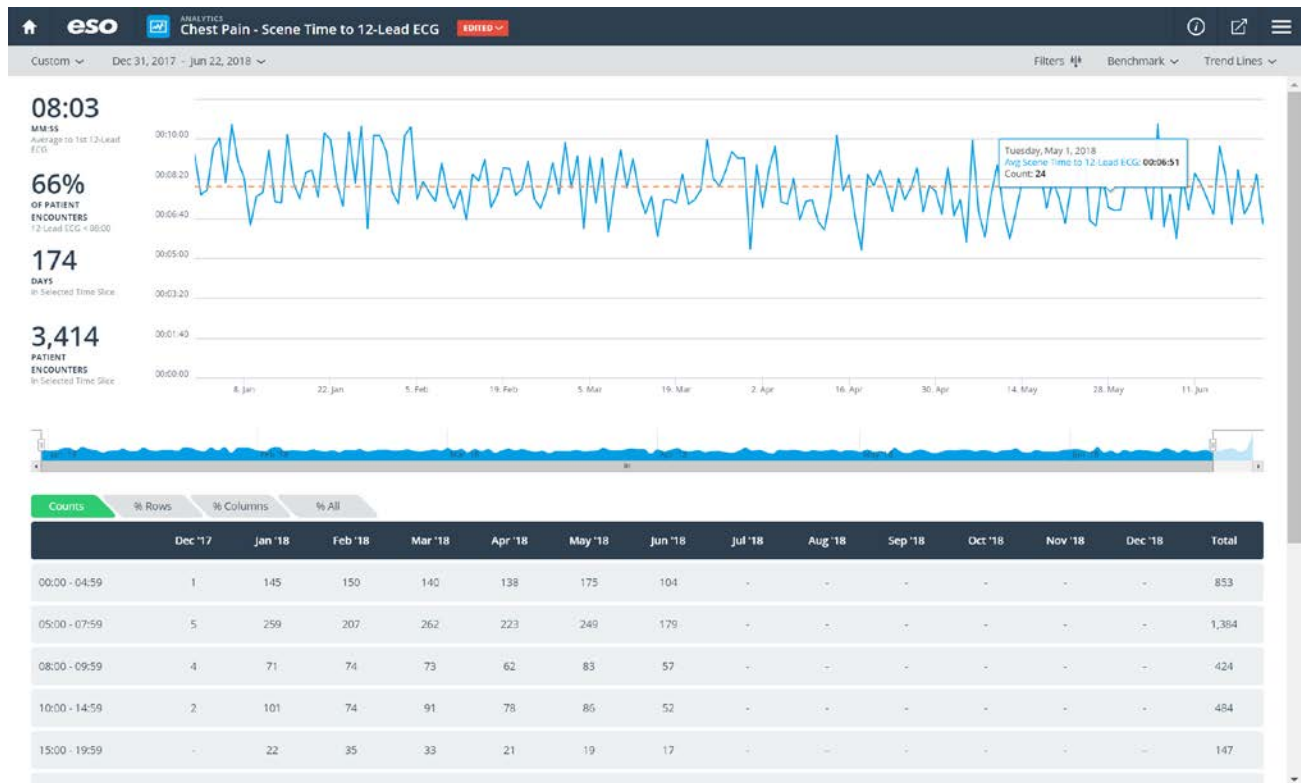 eso
ANALYTICS
Chest Pain - Scene Time to 12-Lead ECG
EDITED
Custom
Dec 31, 2017 - Jun 22, 2018
Filters
Benchmark
Trend Lines
08:03
MM:SS
Average to 1st 12-Lead
ECG
66%
OF PATIENT
ENCOUNTERS
12-Lead ECG < 08:00
174
DAYS
In Selected Time Slice
3,414
PATIENT
ENCOUNTERS
In Selected Time Slice
00:10:00
00:08:20
00:06:40
00:05:00
00:03:20
00:01:40
00:00:00
Tuesday, May 1, 2018
Avg Scene Time to 12-Lead ECG: 00:06:51
Count: 24
8. Jan 22. Jan 5. Feb 19. Feb 5. Mar 19. Mar 2. Apr 16. Apr 30. Apr 14. May 28. May 11. Jun
Counts % Rows % Columns % All
Dec '17 Jan '18 Feb '18 Mar '18 Apr '18 May '18 Jun '18 Jul '18 Aug '18 Sep '18 Oct '18 Nov '18 Dec '18 Total
00:00 - 04:59 1 145 150 140 138 175 104 - - - - - - 853
05:00 - 07:59 5 259 207 262 223 249 179 - - - - - - 1,384
08:00 - 09:59 4 71 74 73 62 83 57 - - - - - - 424
10:00 - 14:59 2 101 74 91 78 86 52 - - - - - - 484
15:00 - 19:59 - 22 35 33 21 19 17 - - - - - - 147